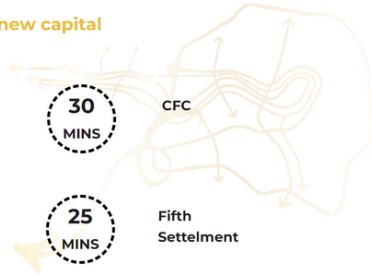 new capital
30
MINS
CFC
25
MINS
Fifth
Settelment